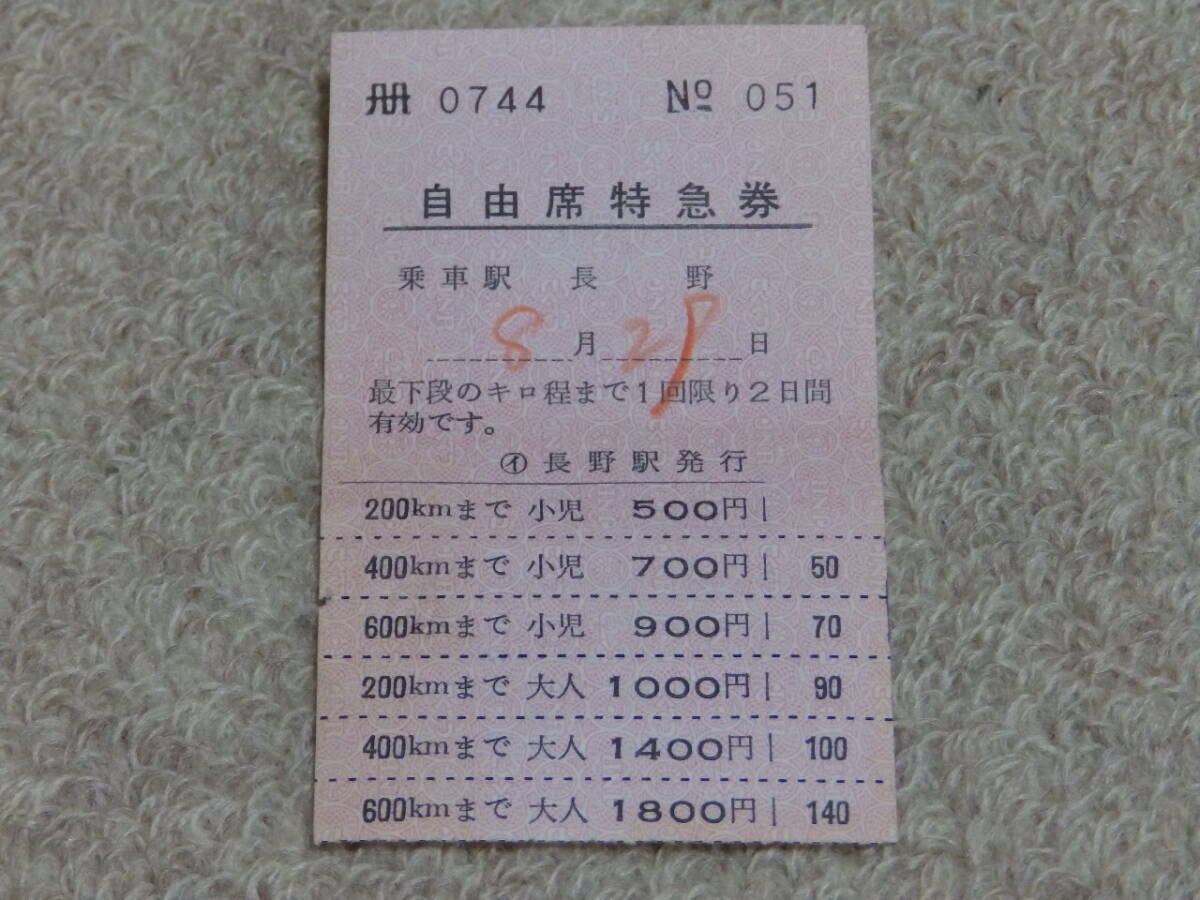 冊 0744 № 051
自由席特急券
乗車駅 長野
8月29日
最下段のキロ程まで1回限り2日間
有効です。
㋑長野駅発行
200kmまで 小児 500円 |
400kmまで 小児 700円 | 50
600kmまで 小児 900円 | 70
200kmまで 大人 1000円 | 90
400kmまで 大人 1400円 | 100
600kmまで 大人 1800円 | 140